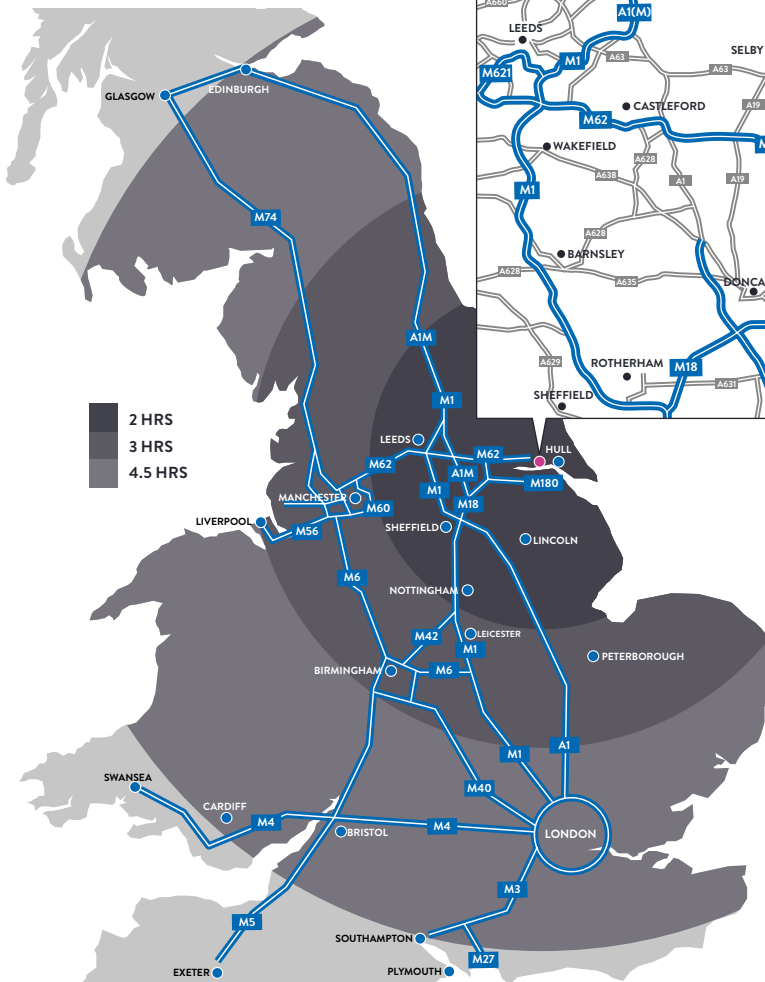 A660
A1(M)
LEEDS
SELBY
M1
A63
A63
M621
A19
CASTLEFORD
M62
WAKEFIELD
A628
A638
A1
A19
M1
A628
BARNSLEY
A628
A635
A629
ROTHERHAM
M18
A631
SHEFFIELD
EDINBURGH
GLASGOW
M74
A1M
M1
2 HRS
3 HRS
4.5 HRS
LEEDS
HULL
M62
M62
A1M
M180
M1
M18
MANCHESTER
M60
LIVERPOOL
M56
SHEFFIELD
LINCOLN
M6
NOTTINGHAM
M42
LEICESTER
M1
PETERBOROUGH
BIRMINGHAM
M6
A1
M1
SWANSEA
M40
CARDIFF
M4
M4
BRISTOL
LONDON
M3
M5
SOUTHAMPTON
M27
EXETER
PLYMOUTH